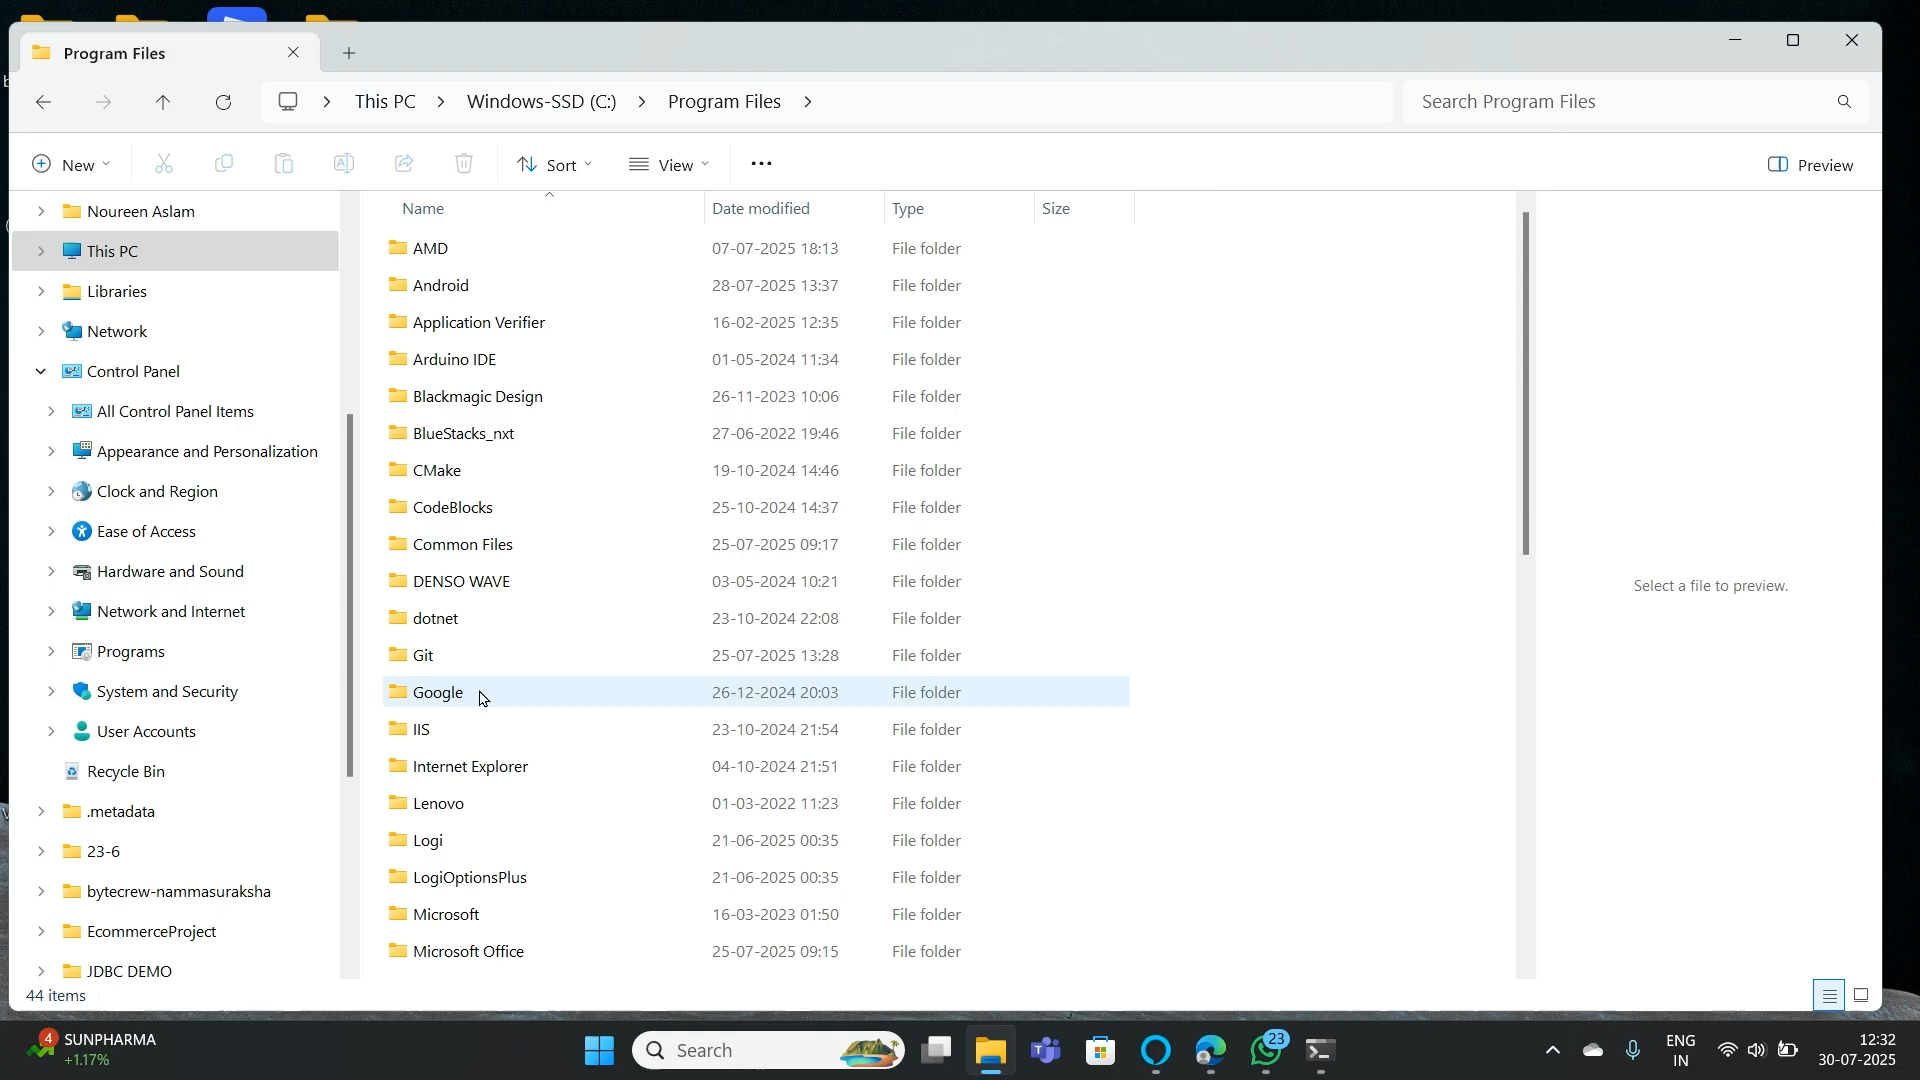 Program Files
This PC > Windows-SSD (C:) > Program Files >
Search Program Files
New
Sort
View
Preview
Noureen Aslam
This PC
Libraries
Network
Control Panel
All Control Panel Items
Appearance and Personalization
Clock and Region
Ease of Access
Hardware and Sound
Network and Internet
Programs
System and Security
User Accounts
Recycle Bin
.metadata
23-6
bytecrew-nammasuraksha
EcommerceProject
JDBC DEMO
Name Date modified Type Size
AMD 07-07-2025 18:13 File folder
Android 28-07-2025 13:37 File folder
Application Verifier 16-02-2025 12:35 File folder
Arduino IDE 01-05-2024 11:34 File folder
Blackmagic Design 26-11-2023 10:06 File folder
BlueStacks_nxt 27-06-2022 19:46 File folder
CMake 19-10-2024 14:46 File folder
CodeBlocks 25-10-2024 14:37 File folder
Common Files 25-07-2025 09:17 File folder
DENSO WAVE 03-05-2024 10:21 File folder
dotnet 23-10-2024 22:08 File folder
Git 25-07-2025 13:28 File folder
Google 26-12-2024 20:03 File folder
IIS 23-10-2024 21:54 File folder
Internet Explorer 04-10-2024 21:51 File folder
Lenovo 01-03-2022 11:23 File folder
Logi 21-06-2025 00:35 File folder
LogiOptionsPlus 21-06-2025 00:35 File folder
Microsoft 16-03-2023 01:50 File folder
Microsoft Office 25-07-2025 09:15 File folder
Select a file to preview.
44 items
4
SUNPHARMA
+1.17%
Search
23
ENG
IN
12:32
30-07-2025